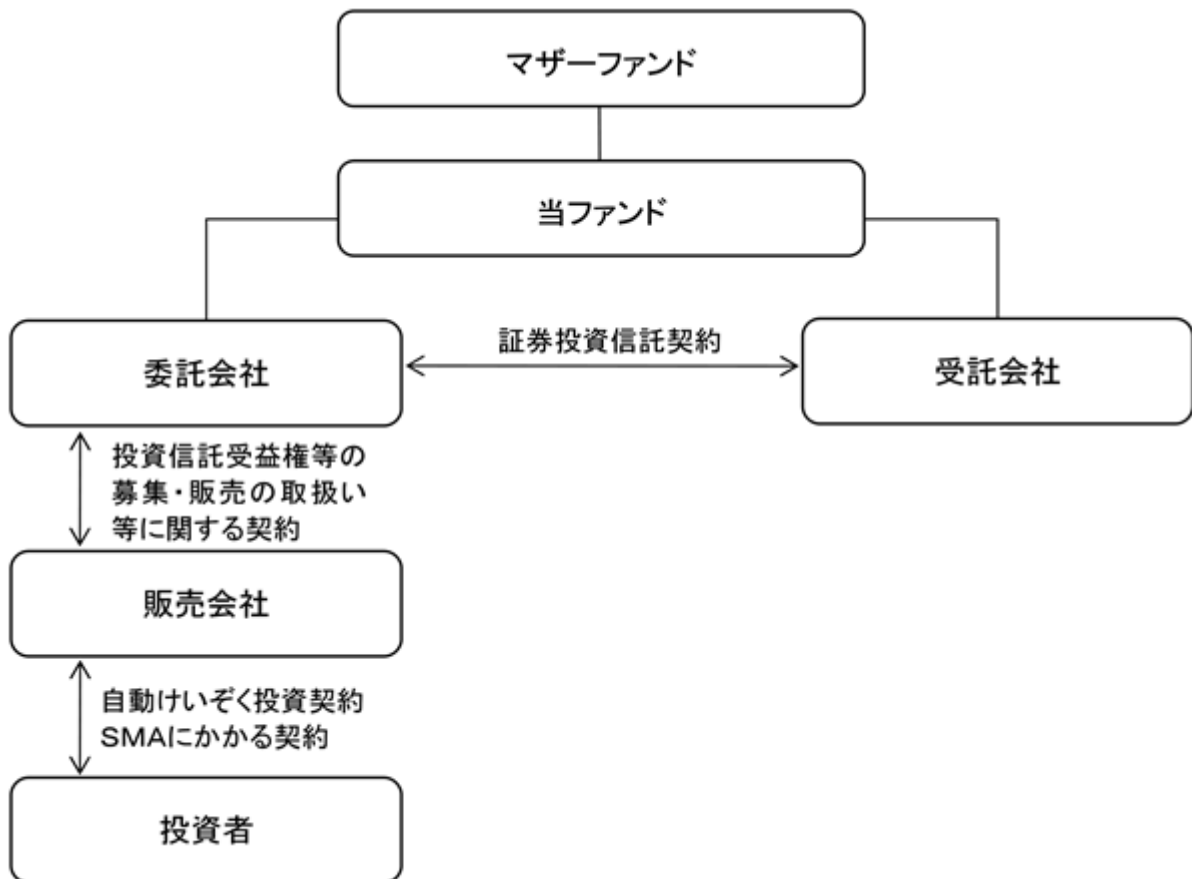 マザーファンド
当ファンド
証券投資信託契約
委託会社
受託会社
投資信託受益権等の
募集・販売の取扱い
等に関する契約
販売会社
自動けいぞく投資契約
SMAにかかる契約
投資者